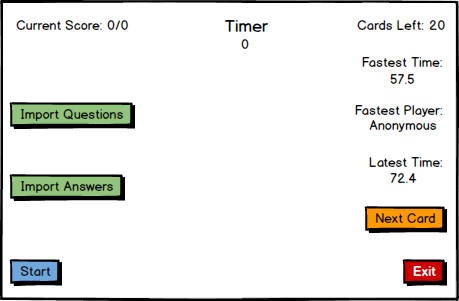 Current Score: 0/0
Timer
Cards Left: 20
0
Fastest Time:
57.5
Import Questions
Fastest Player:
Anonymous
Latest Time:
72.4
Import Answers
Next Card
Start
Exit